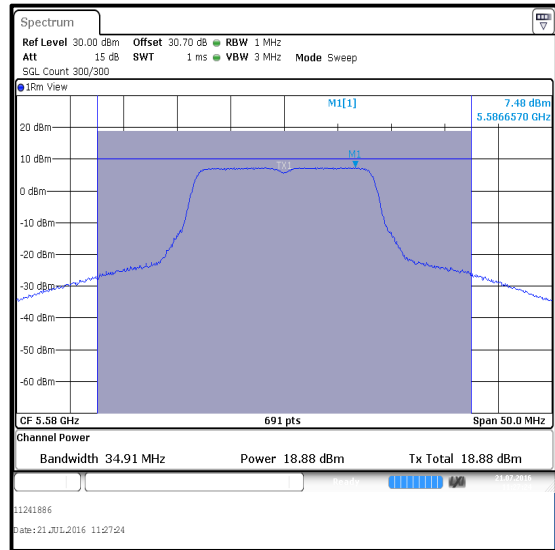 Spectrum
Ref Level 30.00 dBm Offset 30.70 dB RBW 1 MHz
Att 15 dB SWT 1 ms VBW 3 MHz Mode Sweep
SGL Count 300/300
1Rm View
M1[1] 7.48 dBm
5.5866570 GHz
20 dBm
M1
10 dBm
TX1
0 dBm
-10 dBm
-20 dBm
-30 dBm
-40 dBm
-50 dBm
-60 dBm
CF 5.58 GHz 691 pts Span 50.0 MHz
Channel Power
Bandwidth 34.91 MHz Power 18.88 dBm Tx Total 18.88 dBm
Ready 21.07.2016
11241886
Date: 21.JUL.2016 11:27:24